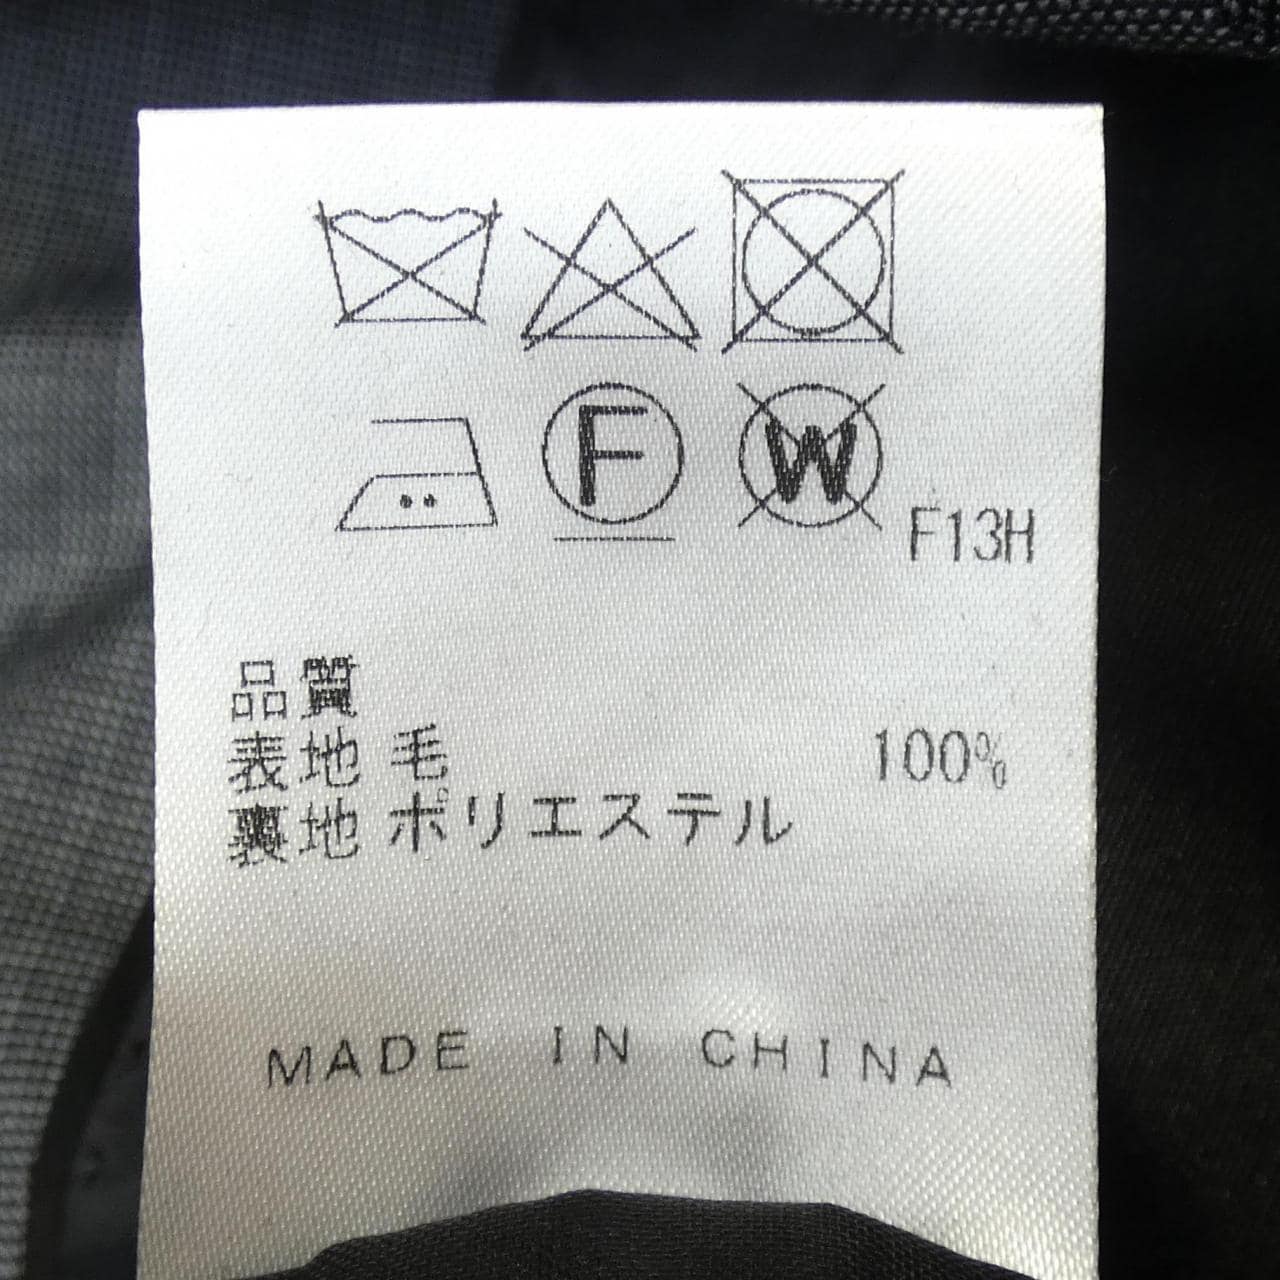 F
W
F13H
品質
表地 毛 100%
裏地 ポリエステル
MADE IN CHINA